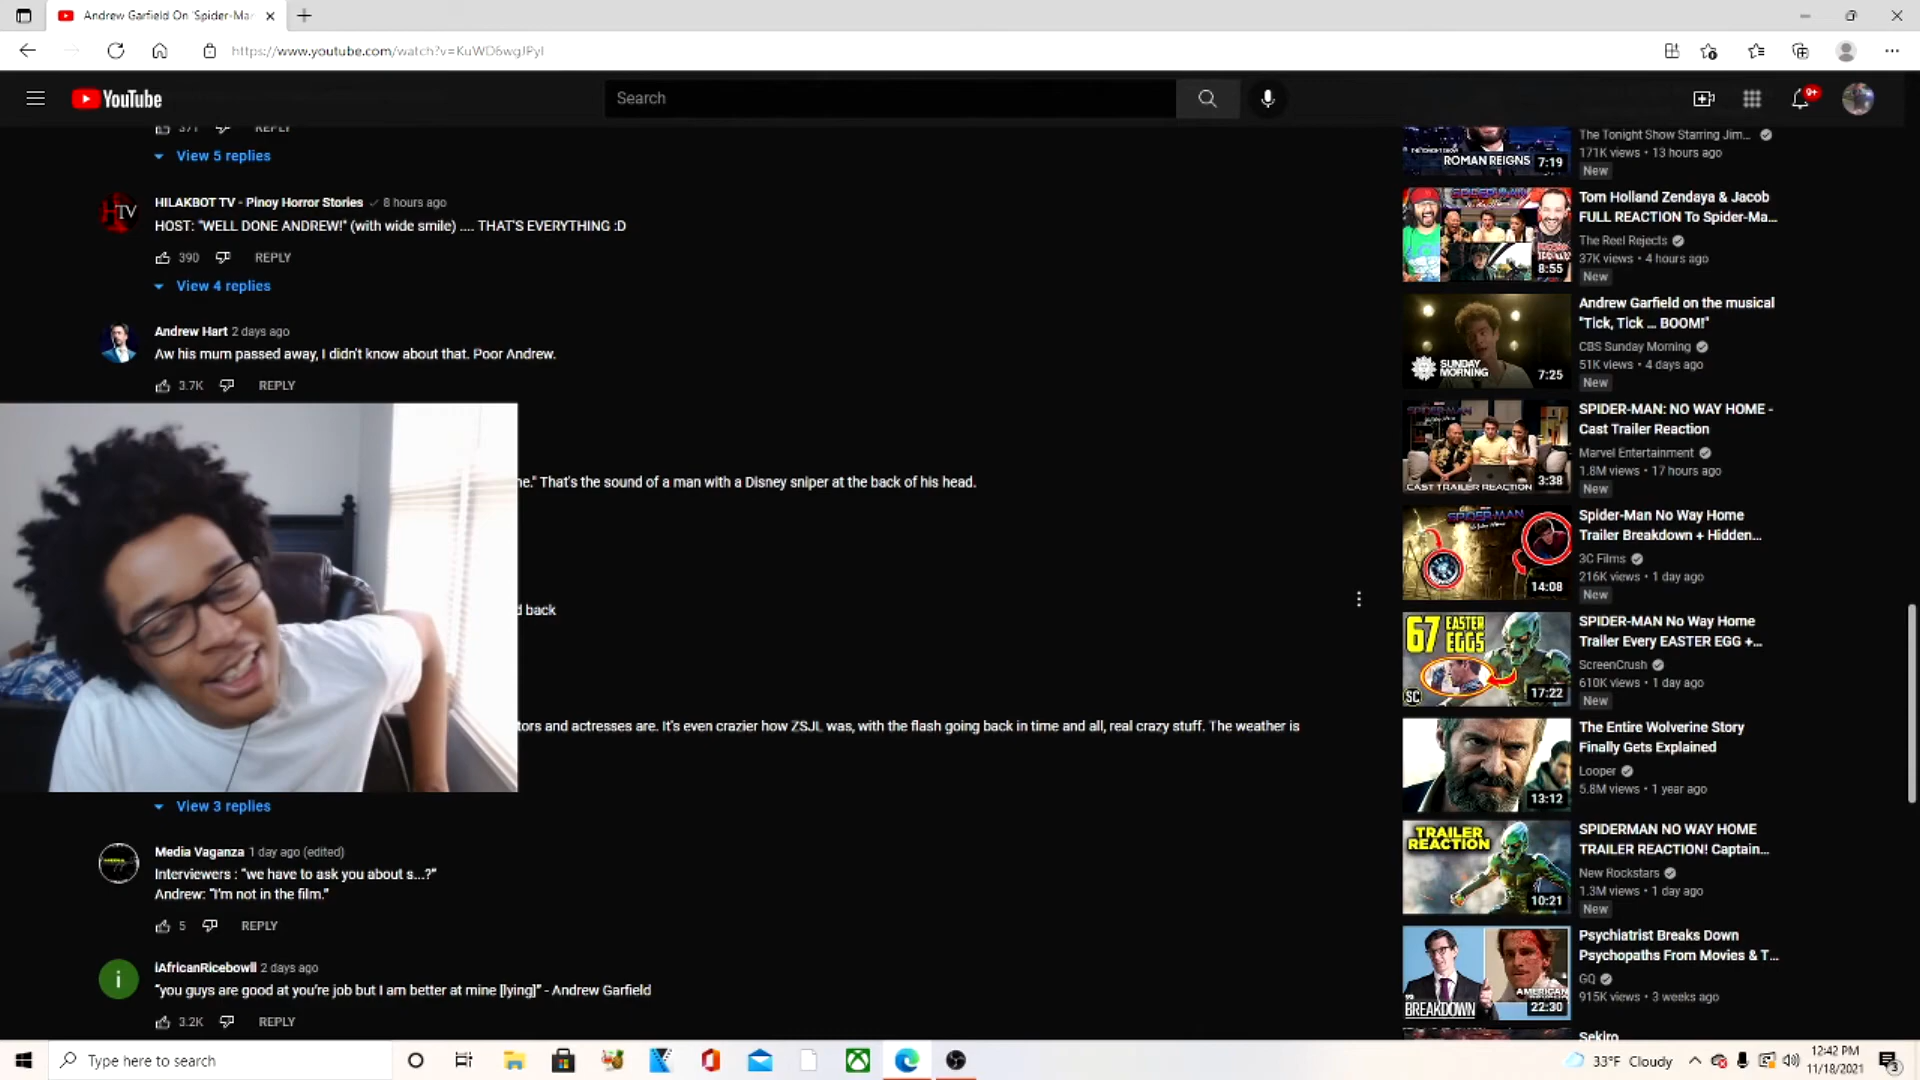 Andrew Garfield On 'Spider-Ma
https://www.youtube.com/watch?v=KuWD6wgJPyI
YouTube
Search
9+
371 REPLY
View 5 replies
HILAKBOT TV - Pinoy Horror Stories 8 hours ago
HOST: "WELL DONE ANDREW!" (with wide smile) .... THAT'S EVERYTHING :D
390 REPLY
View 4 replies
Andrew Hart 2 days ago
Aw his mum passed away, I didn't know about that. Poor Andrew.
3.7K REPLY
ne." That's the sound of a man with a Disney sniper at the back of his head.
d back
tors and actresses are. It's even crazier how ZSJL was, with the flash going back in time and all, real crazy stuff. The weather is
View 3 replies
Media Vaganza 1 day ago (edited)
Interviewers : "we have to ask you about s...?"
Andrew: "I'm not in the film."
5 REPLY
i
iAfricanRicebowll 2 days ago
"you guys are good at you're job but I am better at mine [lying]" - Andrew Garfield
3.2K REPLY
ROMAN REIGNS 7:19
The Tonight Show Starring Jim...
171K views • 13 hours ago
New
8:55
Tom Holland Zendaya & Jacob
FULL REACTION To Spider-Ma...
The Reel Rejects
37K views • 4 hours ago
New
SUNDAY
MORNING
7:25
Andrew Garfield on the musical
"Tick, Tick ... BOOM!"
CBS Sunday Morning
51K views • 4 days ago
New
SPIDER-MAN
CAST TRAILER REACTION
3:38
SPIDER-MAN: NO WAY HOME -
Cast Trailer Reaction
Marvel Entertainment
1.8M views • 17 hours ago
New
SPIDER-MAN
14:08
Spider-Man No Way Home
Trailer Breakdown + Hidden...
3C Films
216K views • 1 day ago
New
67 EASTER
EGGS
SC
17:22
SPIDER-MAN No Way Home
Trailer Every EASTER EGG +...
ScreenCrush
610K views • 1 day ago
New
13:12
The Entire Wolverine Story
Finally Gets Explained
Looper
5.8M views • 1 year ago
TRAILER
REACTION
10:21
SPIDERMAN NO WAY HOME
TRAILER REACTION! Captain...
New Rockstars
1.3M views • 1 day ago
New
BREAKDOWN
AMERICAN
22:30
Psychiatrist Breaks Down
Psychopaths From Movies & T...
GQ
915K views • 3 weeks ago
Sekiro
Type here to search
33°F Cloudy
12:42 PM
11/18/2021
3